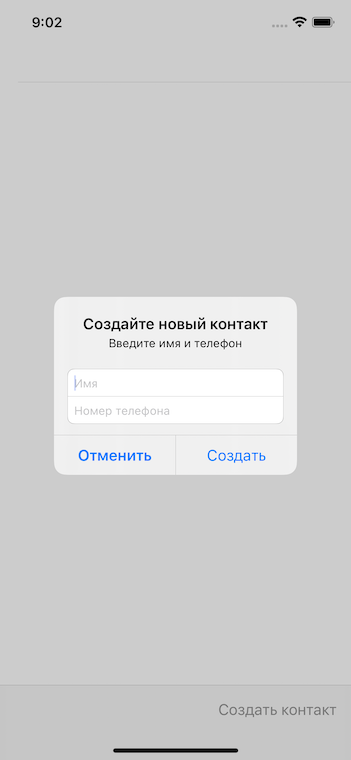 9:02
Создайте новый контакт
Введите имя и телефон
Имя
Номер телефона
Отменить
Создать
Создать контакт